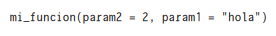 mi_funcion(param2 = 2, param1 = "hola")